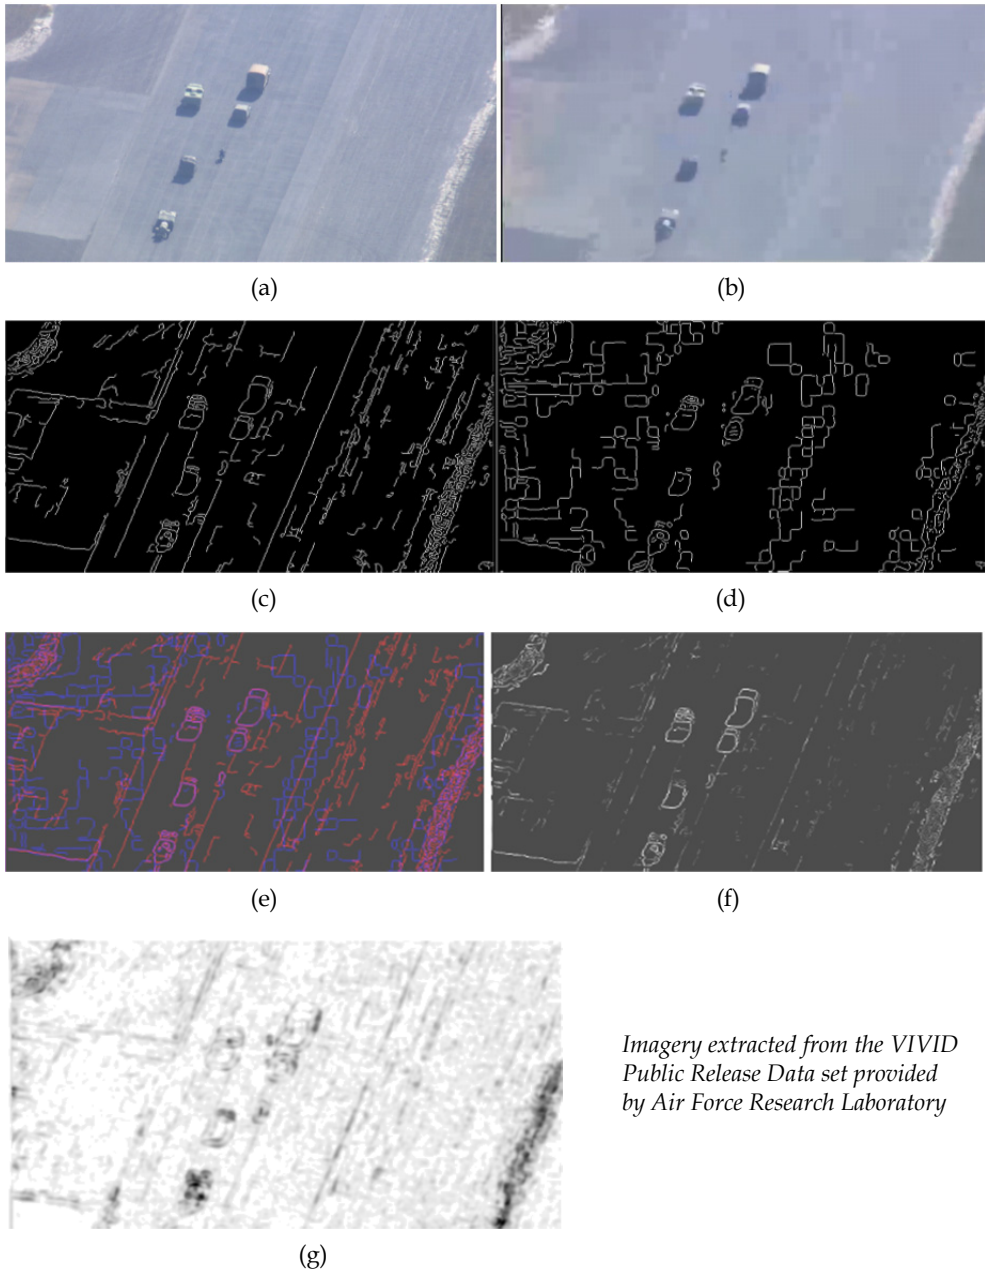 (a)
(b)
(c)
(d)
(e)
(f)
(g)
Imagery extracted from the VIVID
Public Release Data set provided
by Air Force Research Laboratory